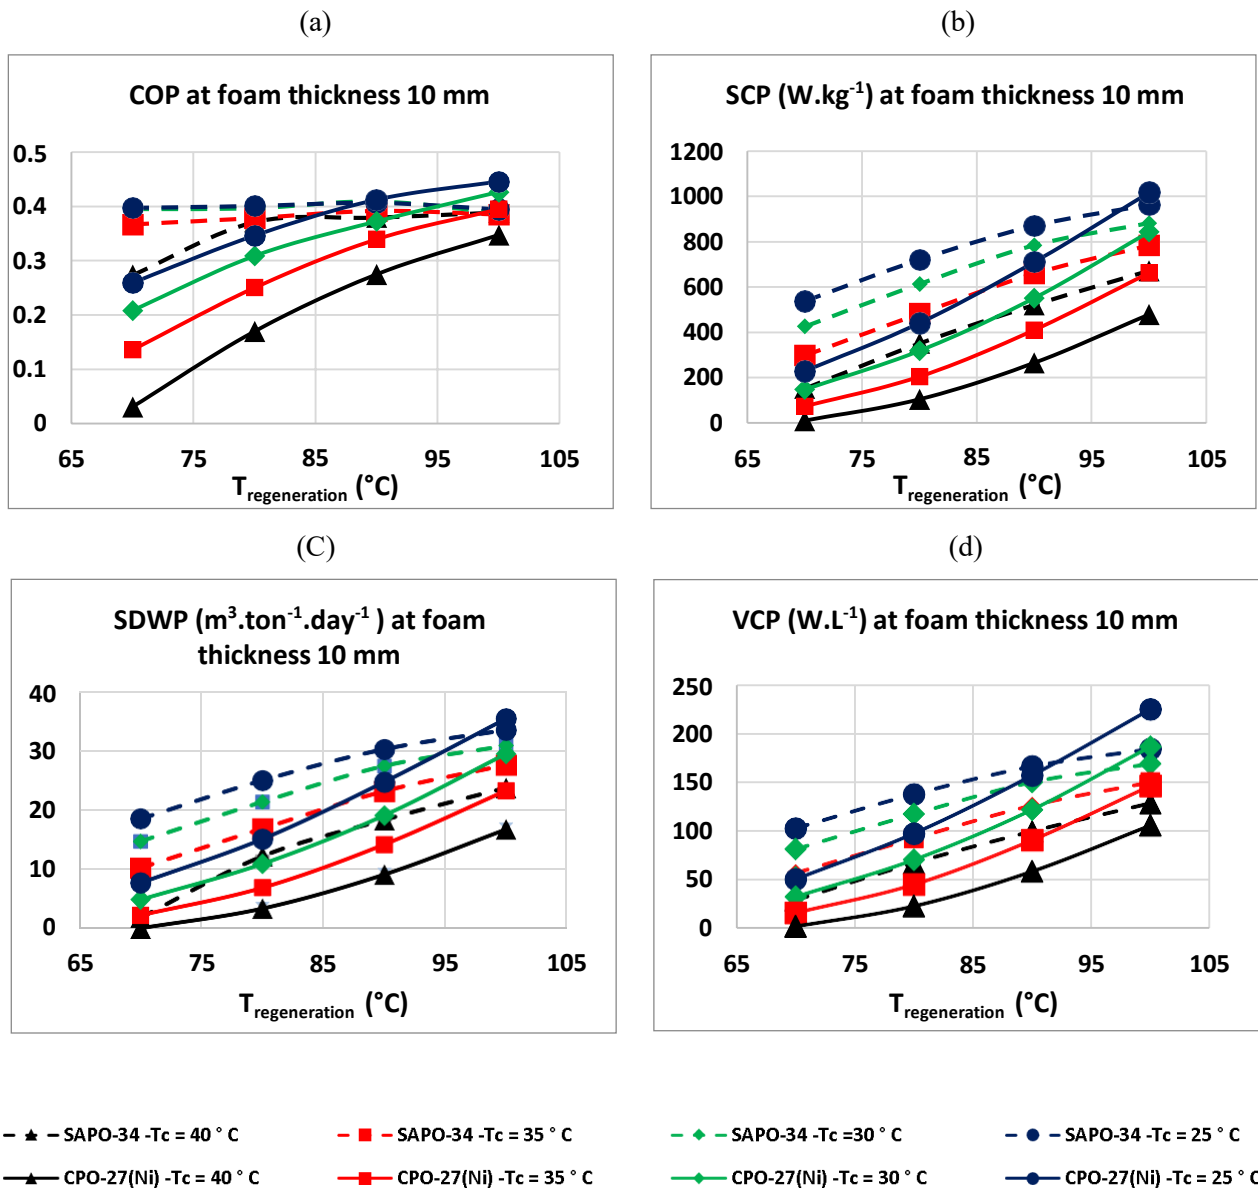 (a)
(b)
COP at foam thickness 10 mm
0.5
0.4
0.3
0.2
0.1
0
65 75 85 95 105
T_regeneration (°C)
SCP (W.kg⁻¹) at foam thickness 10 mm
1200
1000
800
600
400
200
0
65 75 85 95 105
T_regeneration (°C)
(C)
(d)
SDWP (m³.ton⁻¹.day⁻¹ ) at foam
thickness 10 mm
40
30
20
10
0
65 75 85 95 105
T_regeneration (°C)
VCP (W.L⁻¹) at foam thickness 10 mm
250
200
150
100
50
0
65 75 85 95 105
T_regeneration (°C)
SAPO-34 -Tc = 40 ° C
SAPO-34 -Tc = 35 ° C
SAPO-34 -Tc =30 ° C
SAPO-34 -Tc = 25 ° C
CPO-27(Ni) -Tc = 40 ° C
CPO-27(Ni) -Tc = 35 ° C
CPO-27(Ni) -Tc = 30 ° C
CPO-27(Ni) -Tc = 25 ° C